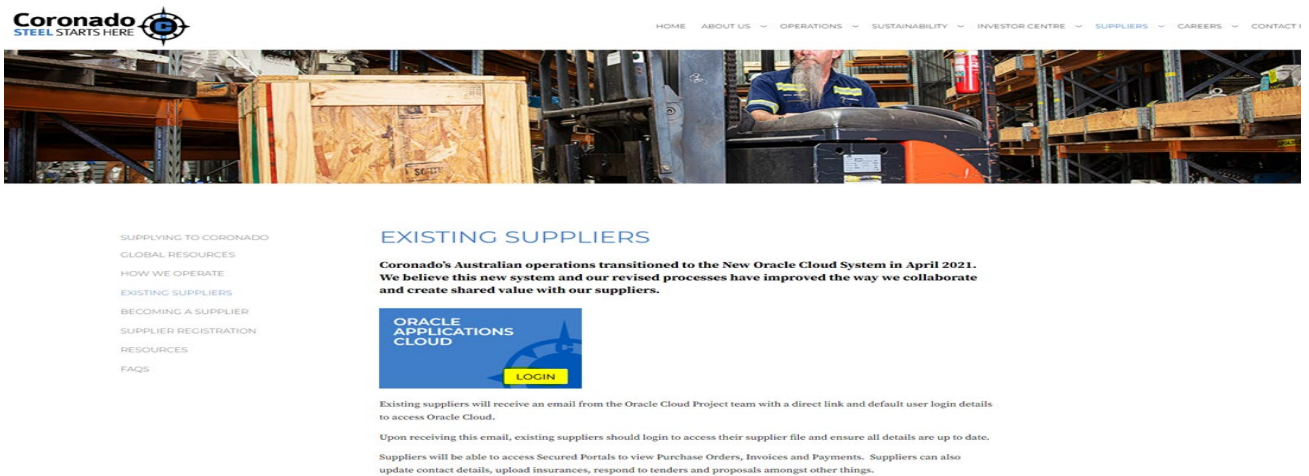 Coronado
STEEL STARTS HERE
C
HOME ABOUT US OPERATIONS SUSTAINABILITY INVESTOR CENTRE SUPPLIERS CAREERS CONTACT
SUPPLYING TO CORONADO
GLOBAL RESOURCES
HOW WE OPERATE
EXISTING SUPPLIERS
BECOMING A SUPPLIER
SUPPLIER REGISTRATION
RESOURCES
FAQS
EXISTING SUPPLIERS
Coronado's Australian operations transitioned to the New Oracle Cloud System in April 2021.
We believe this new system and our revised processes have improved the way we collaborate
and create shared value with our suppliers.
ORACLE
APPLICATIONS
CLOUD
LOGIN
Existing suppliers will receive an email from the Oracle Cloud Project team with a direct link and default user login details
to access Oracle Cloud.
Upon receiving this email, existing suppliers should login to access their supplier file and ensure all details are up to date.
Suppliers will be able to access Secured Portals to view Purchase Orders, Invoices and Payments. Suppliers can also
update contact details, upload insurances, respond to tenders and proposals amongst other things.